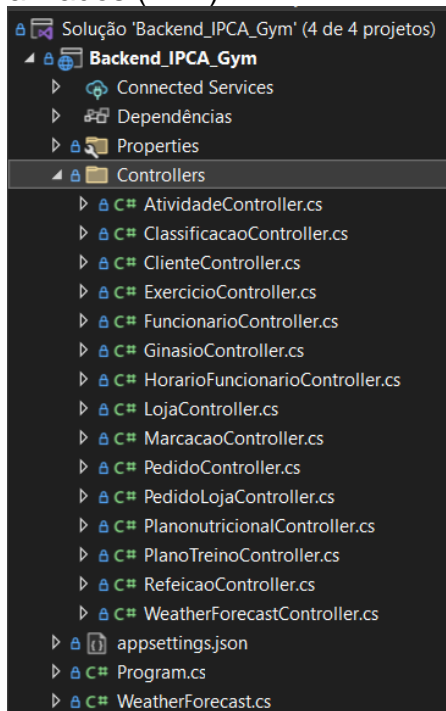 Solução 'Backend_IPCA_Gym' (4 de 4 projetos)
Backend_IPCA_Gym
Connected Services
Dependências
Properties
Controllers
C# AtividadeController.cs
C# ClassificacaoController.cs
C# ClienteController.cs
C# ExercicioController.cs
C# FuncionarioController.cs
C# GinasioController.cs
C# HorarioFuncionarioController.cs
C# LojaController.cs
C# MarcacaoController.cs
C# PedidoController.cs
C# PedidoLojaController.cs
C# PlanonutricionalController.cs
C# PlanoTreinoController.cs
C# RefeicaoController.cs
C# WeatherForecastController.cs
appsettings.json
C# Program.cs
C# WeatherForecast.cs